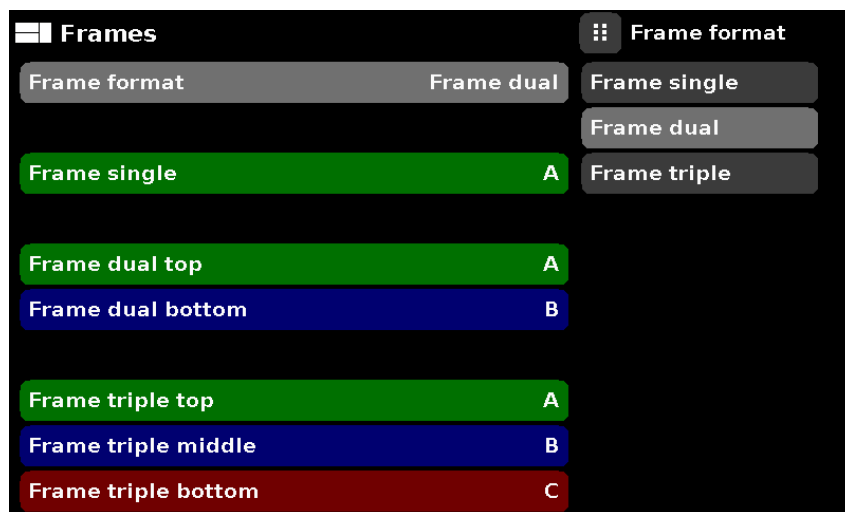 Frames
Frame format Frame dual
Frame single A
Frame dual top A
Frame dual bottom B
Frame triple top A
Frame triple middle B
Frame triple bottom C
Frame format
Frame single
Frame dual
Frame triple